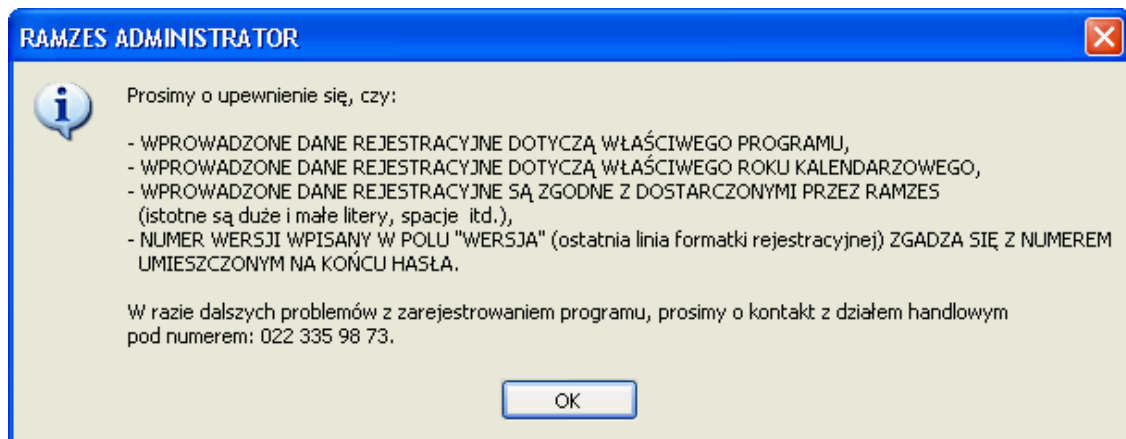 RAMZES ADMINISTRATOR
Prosimy o upewnienie się, czy:
- WPROWADZONE DANE REJESTRACYJNE DOTYCZĄ WŁAŚCIWEGO PROGRAMU,
- WPROWADZONE DANE REJESTRACYJNE DOTYCZĄ WŁAŚCIWEGO ROKU KALENDARZOWEGO,
- WPROWADZONE DANE REJESTRACYJNE SĄ ZGODNE Z DOSTARCZONYMI PRZEZ RAMZES
(istotne są duże i małe litery, spacje itd.),
- NUMER WERSJI WPISANY W POLU "WERSJA" (ostatnia linia formatki rejestracyjnej) ZGADZA SIĘ Z NUMEREM
UMIESZCZONYM NA KOŃCU HASŁA.
W razie dalszych problemów z zarejestrowaniem programu, prosimy o kontakt z działem handlowym
pod numerem: 022 335 98 73.
OK